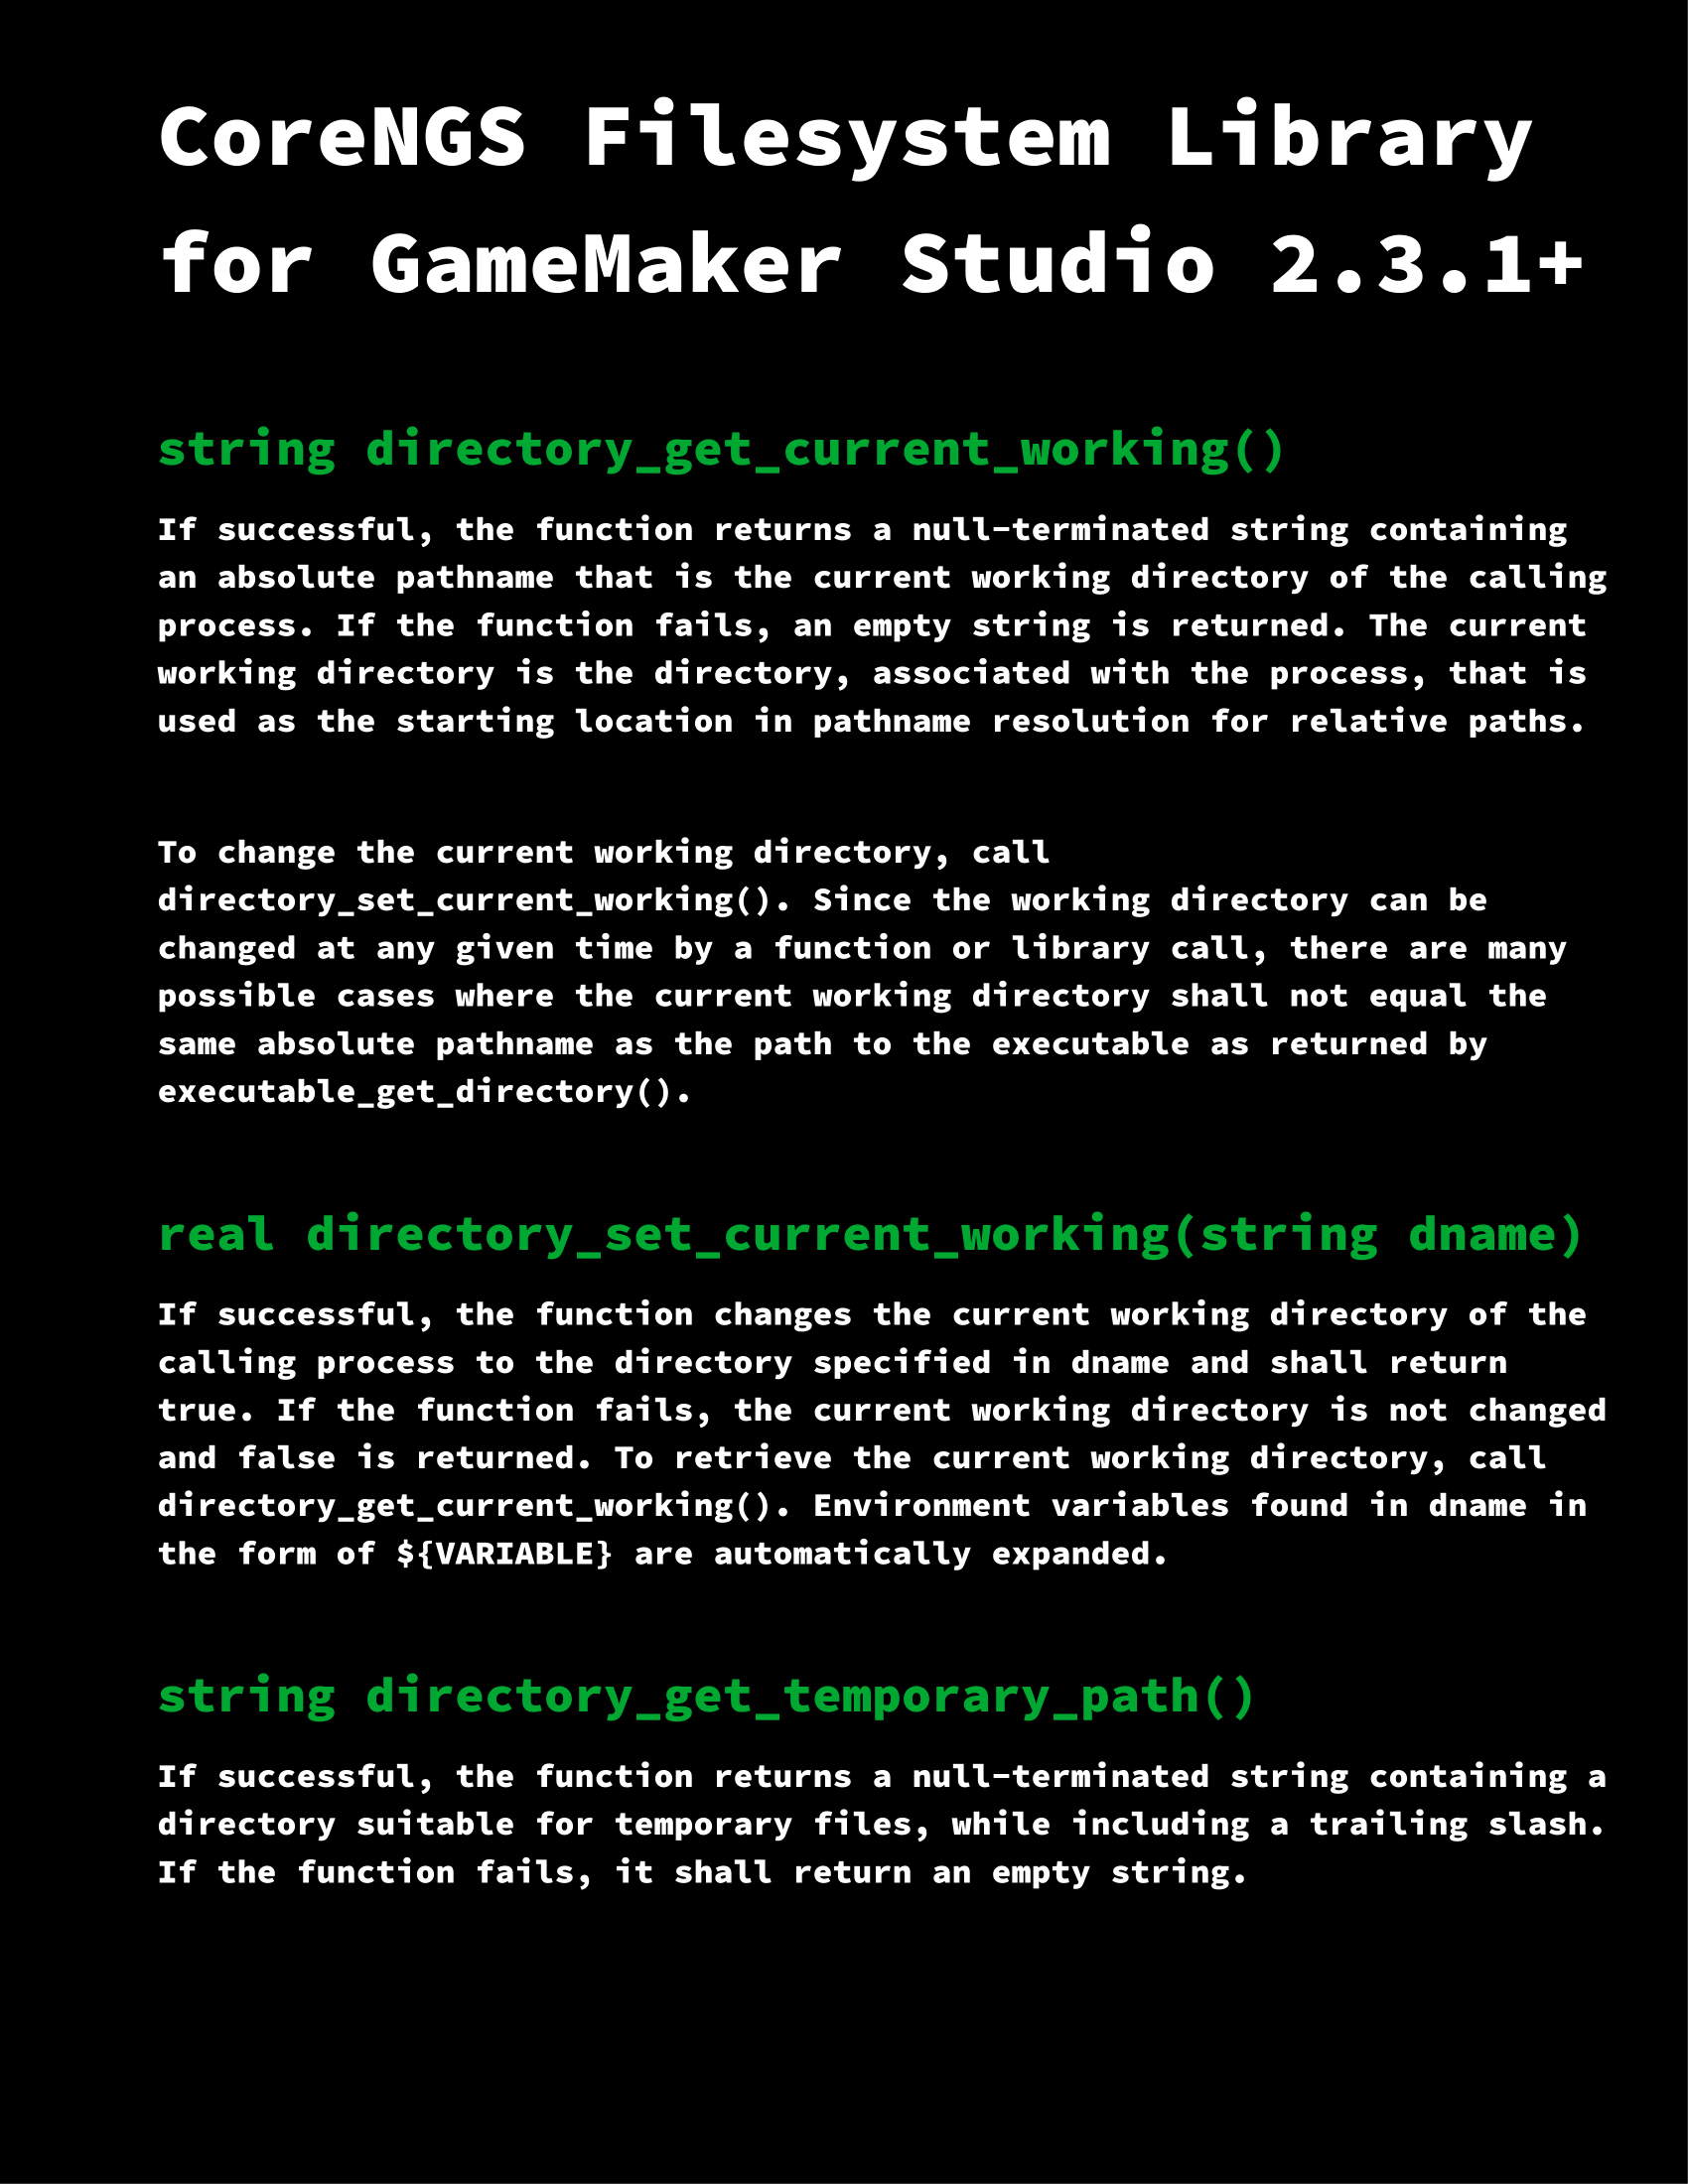 CoreNGS Filesystem Library
for GameMaker Studio 2.3.1+
string directory_get_current_working()
If successful, the function returns a null-terminated string containing
an absolute pathname that is the current working directory of the calling
process. If the function fails, an empty string is returned. The current
working directory is the directory, associated with the process, that is
used as the starting location in pathname resolution for relative paths.
To change the current working directory, call
directory_set_current_working(). Since the working directory can be
changed at any given time by a function or library call, there are many
possible cases where the current working directory shall not equal the
same absolute pathname as the path to the executable as returned by
executable_get_directory().
real directory_set_current_working(string dname)
If successful, the function changes the current working directory of the
calling process to the directory specified in dname and shall return
true. If the function fails, the current working directory is not changed
and false is returned. To retrieve the current working directory, call
directory_get_current_working(). Environment variables found in dname in
the form of ${VARIABLE} are automatically expanded.
string directory_get_temporary_path()
If successful, the function returns a null-terminated string containing a
directory suitable for temporary files, while including a trailing slash.
If the function fails, it shall return an empty string.